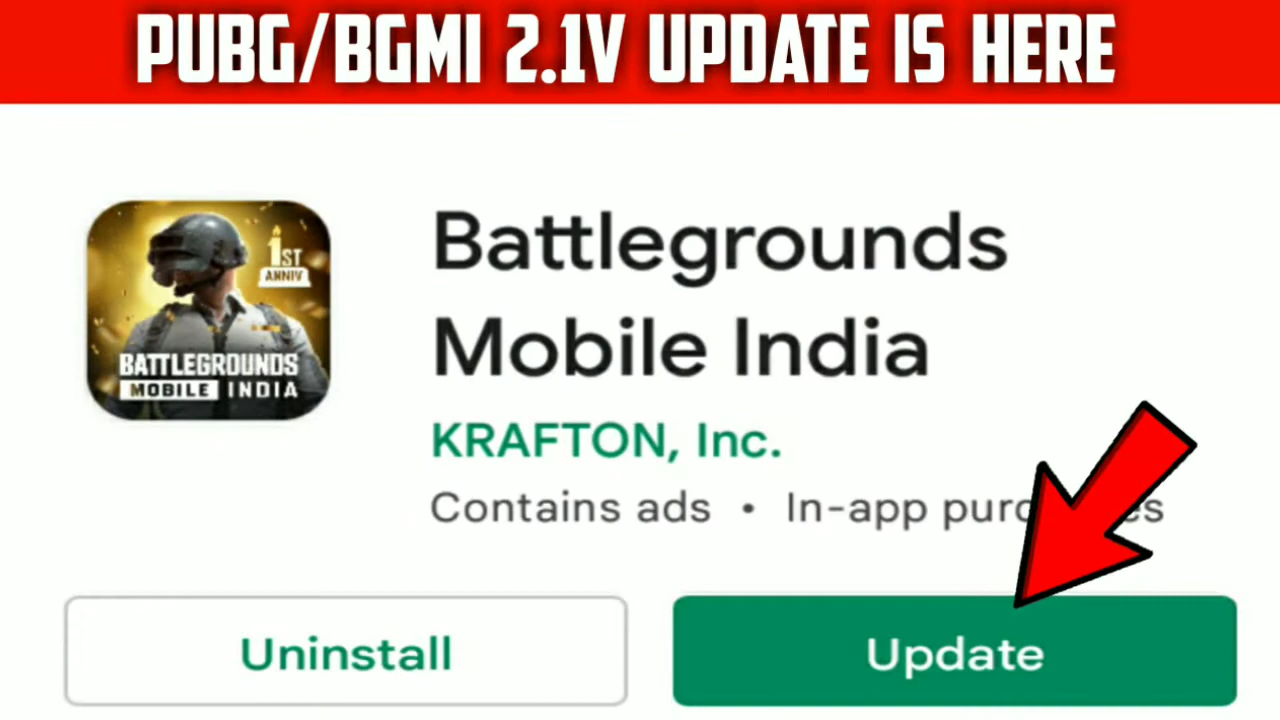 PUBG/BGMI 2.1V UPDATE IS HERE
1ST
ANNIV
BATTLEGROUNDS
MOBILE INDIA
Battlegrounds
Mobile India
KRAFTON, Inc.
Contains ads • In-app
Uninstall
Update